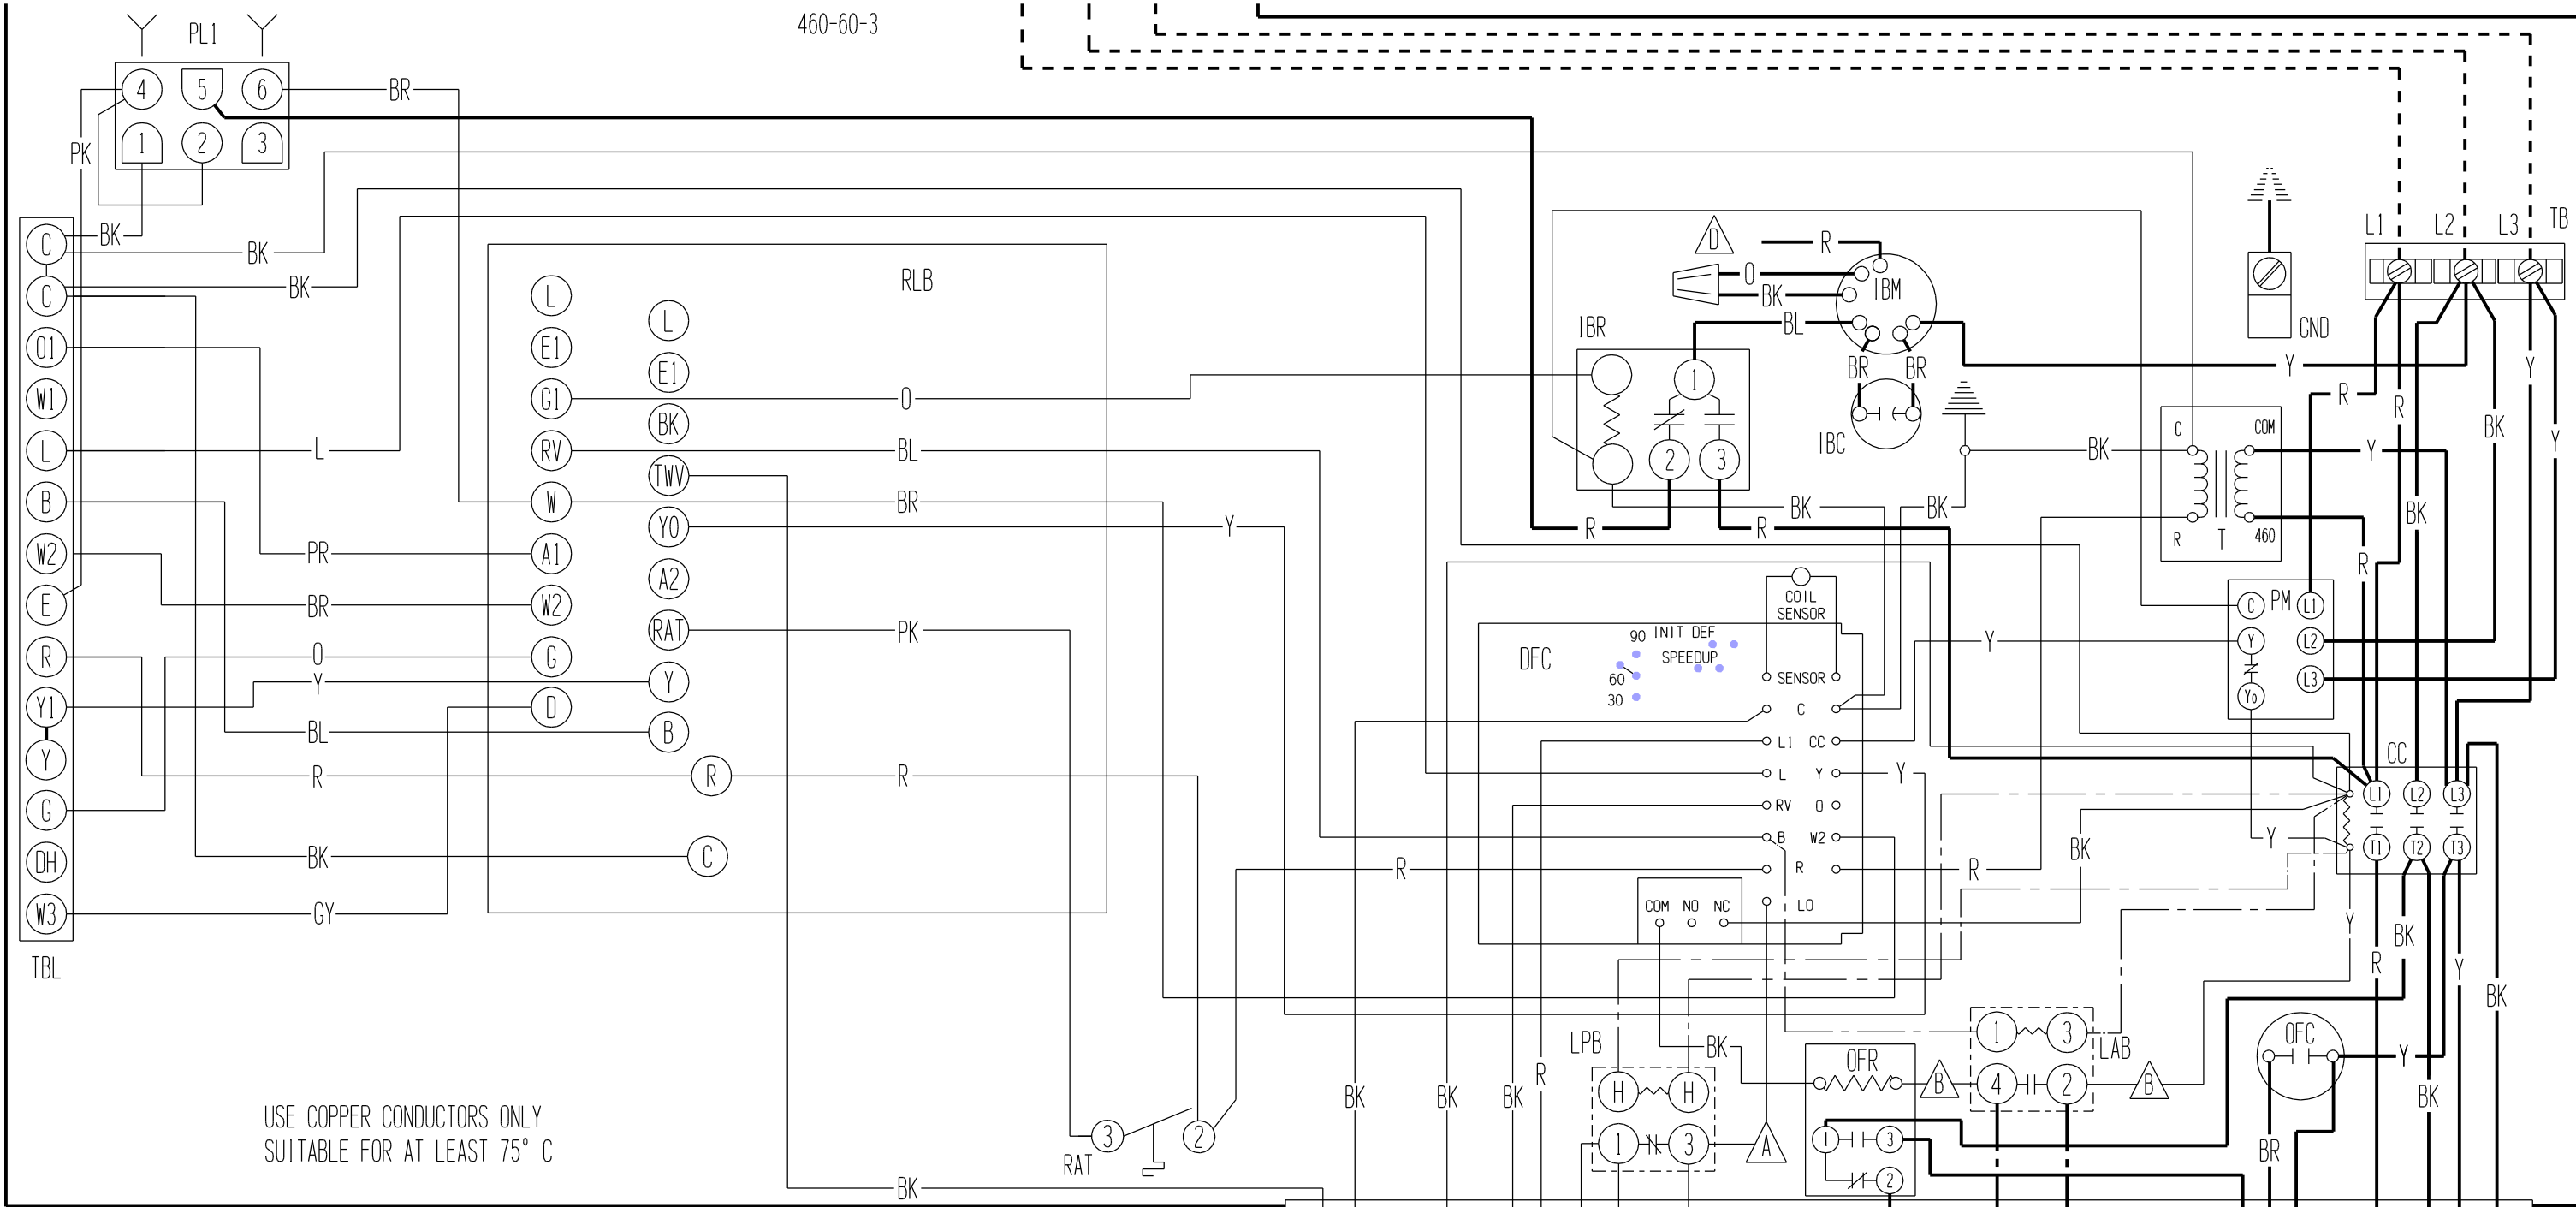 460-60-3
PL1
4 5 6
1 2 3
BR
PK
BK
BK
BK
C
C
O1
W1
L
B
W2
E
R
Y1
Y
G
DH
W3
TBL
L
PR
BR
O
Y
BL
R
BK
GY
RLB
L
E1
G1
RV
W
A1
W2
G
D
L
E1
BK
TWV
Y0
A2
RAT
Y
B
R
C
O
BL
BR
Y
PK
R
BK
RAT
3
2
R
USE COPPER CONDUCTORS ONLY
SUITABLE FOR AT LEAST 75° C
D
R
O
BK
BL
IBM
BR
BR
IBC
IBR
1
2
3
R
R
BK
BK
BK
Y
GND
L1 L2 L3 TB
R
R
BK
BK
Y
Y
C COM
R T 460
Y
R
C PM L1
Y L2
Y0 L3
Y
DFC
COIL
SENSOR
90 INIT DEF
SPEEDUP
60
30
SENSOR
C
L1 CC
L Y
RV O
B W2
R
LO
COM NO NC
Y
R
BK
Y
CC
L1 L2 L3
T1 T2 T3
Y
R
BK
Y
BK
BK
BK
BK
BK
R
LPB
H H
1 3
A
BK
OFR
1 3
2
B
1 3
4 2
LAB
B
OFC
Y
BR